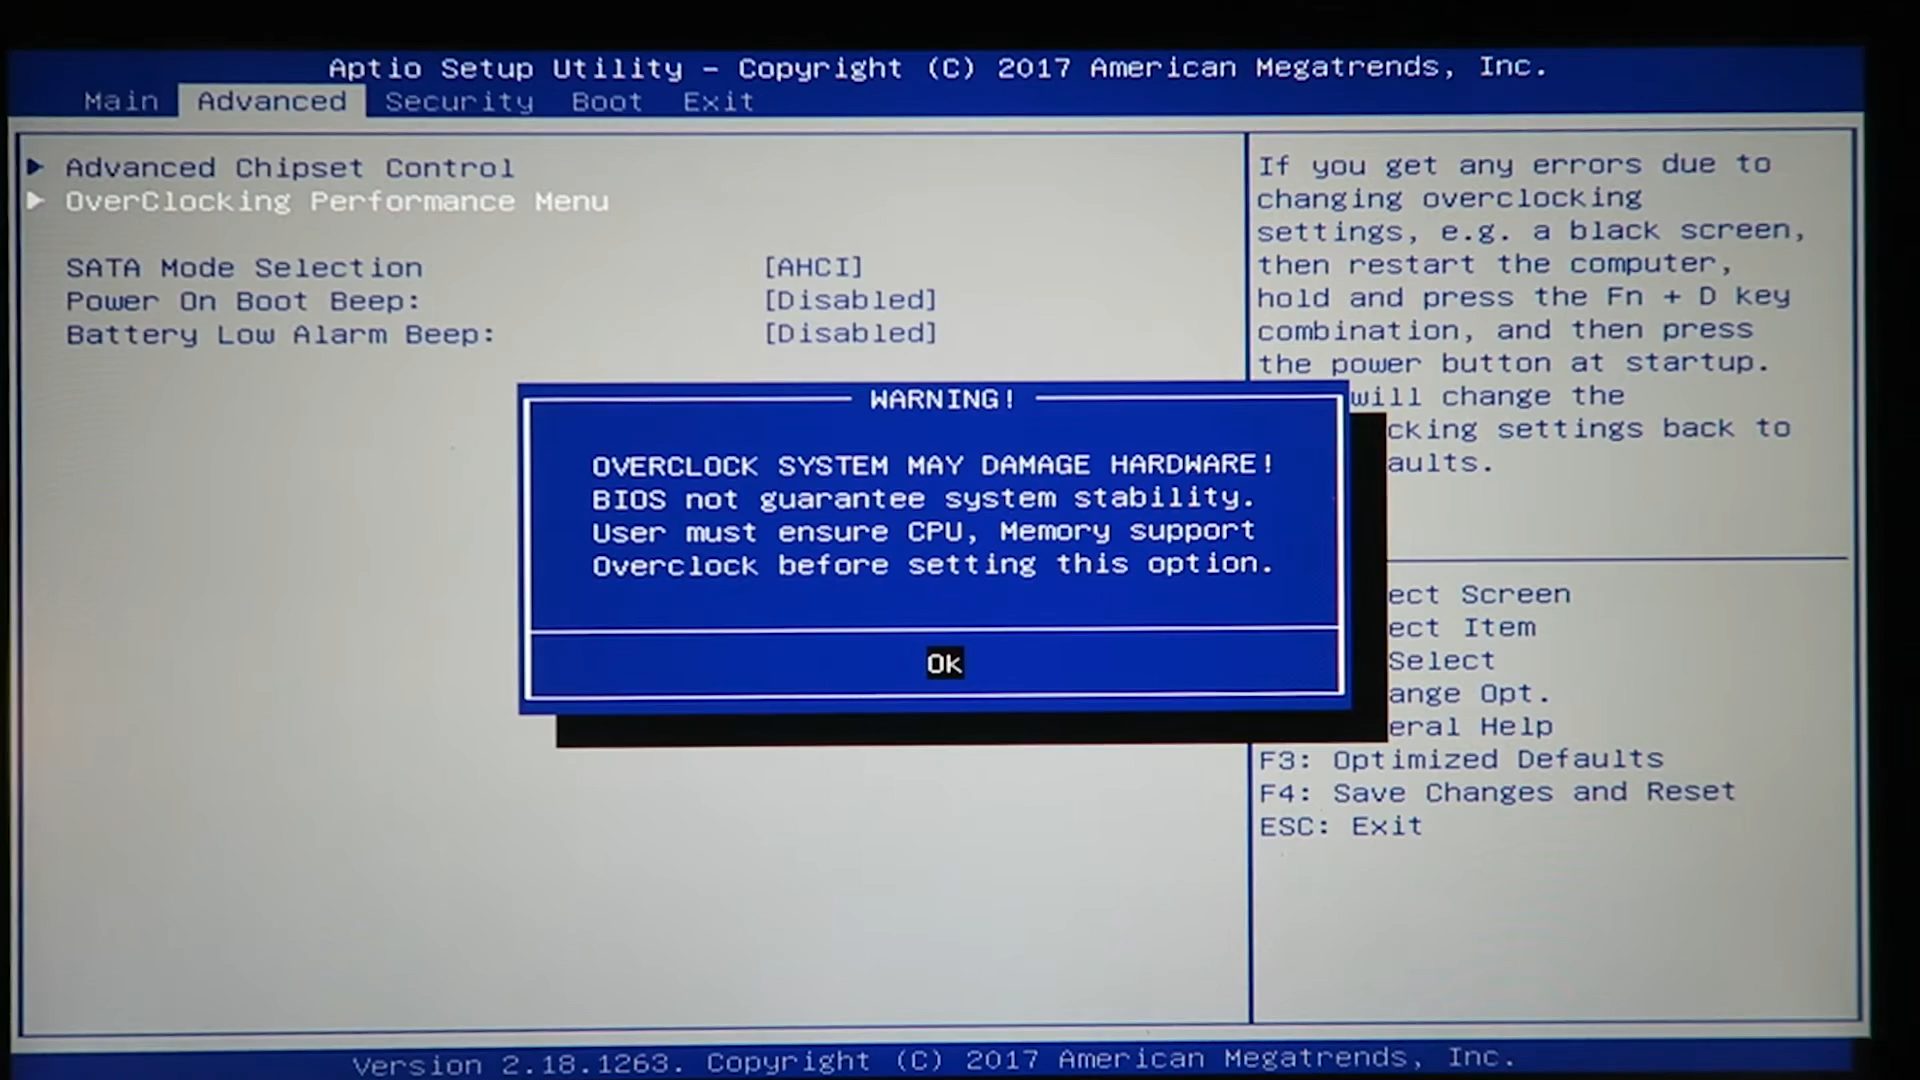 Aptio Setup Utility - Copyright (C) 2017 American Megatrends, Inc.
Main Advanced Security Boot Exit
Advanced Chipset Control
OverClocking Performance Menu
SATA Mode Selection [AHCI]
Power On Boot Beep: [Disabled]
Battery Low Alarm Beep: [Disabled]
If you get any errors due to
changing overclocking
settings, e.g. a black screen,
then restart the computer,
hold and press the Fn + D key
combination, and then press
the power button at startup.
will change the
cking settings back to
aults.
WARNING!
OVERCLOCK SYSTEM MAY DAMAGE HARDWARE!
BIOS not guarantee system stability.
User must ensure CPU, Memory support
Overclock before setting this option.
Ok
ect Screen
ect Item
Select
ange Opt.
eral Help
F3: Optimized Defaults
F4: Save Changes and Reset
ESC: Exit
Version 2.18.1263. Copyright (C) 2017 American Megatrends, Inc.